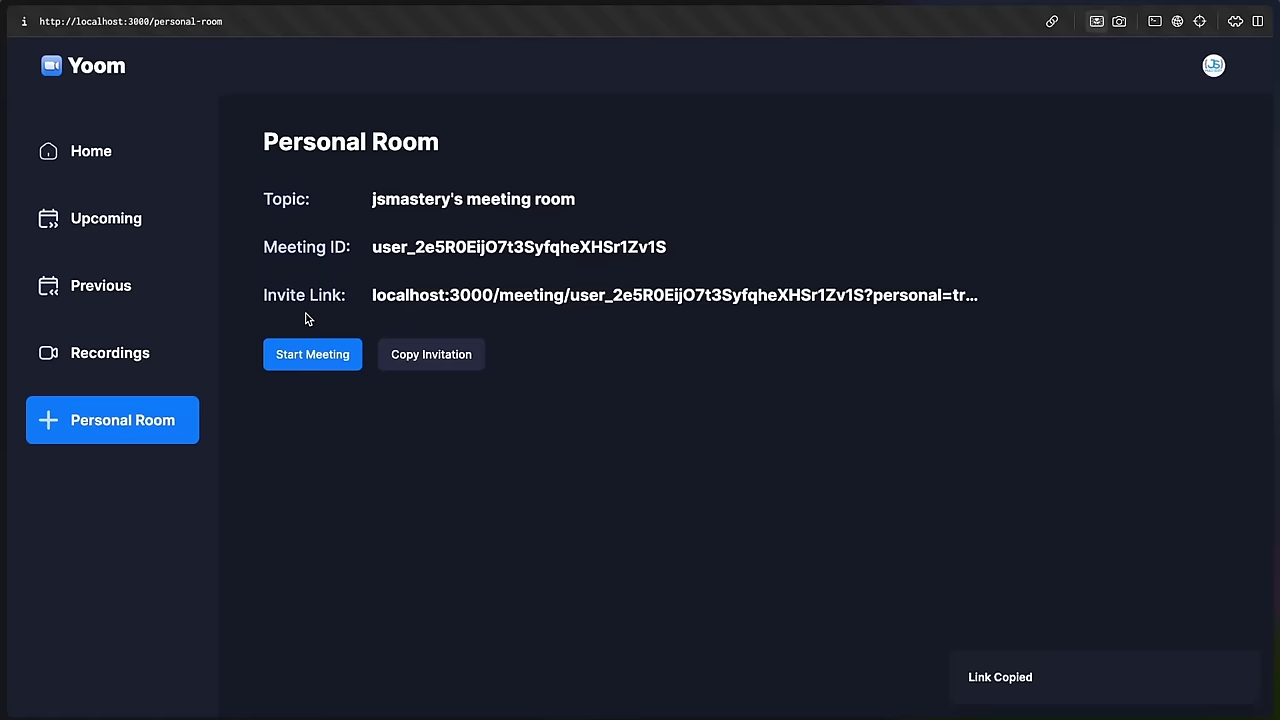 http://localhost:3000/personal-room
Yoom
Home
Upcoming
Previous
Recordings
Personal Room
Personal Room
Topic: jsmastery's meeting room
Meeting ID: user_2e5R0EijO7t3SyfqheXHSr1Zv1S
Invite Link: localhost:3000/meeting/user_2e5R0EijO7t3SyfqheXHSr1Zv1S?personal=tr...
Start Meeting Copy Invitation
Link Copied